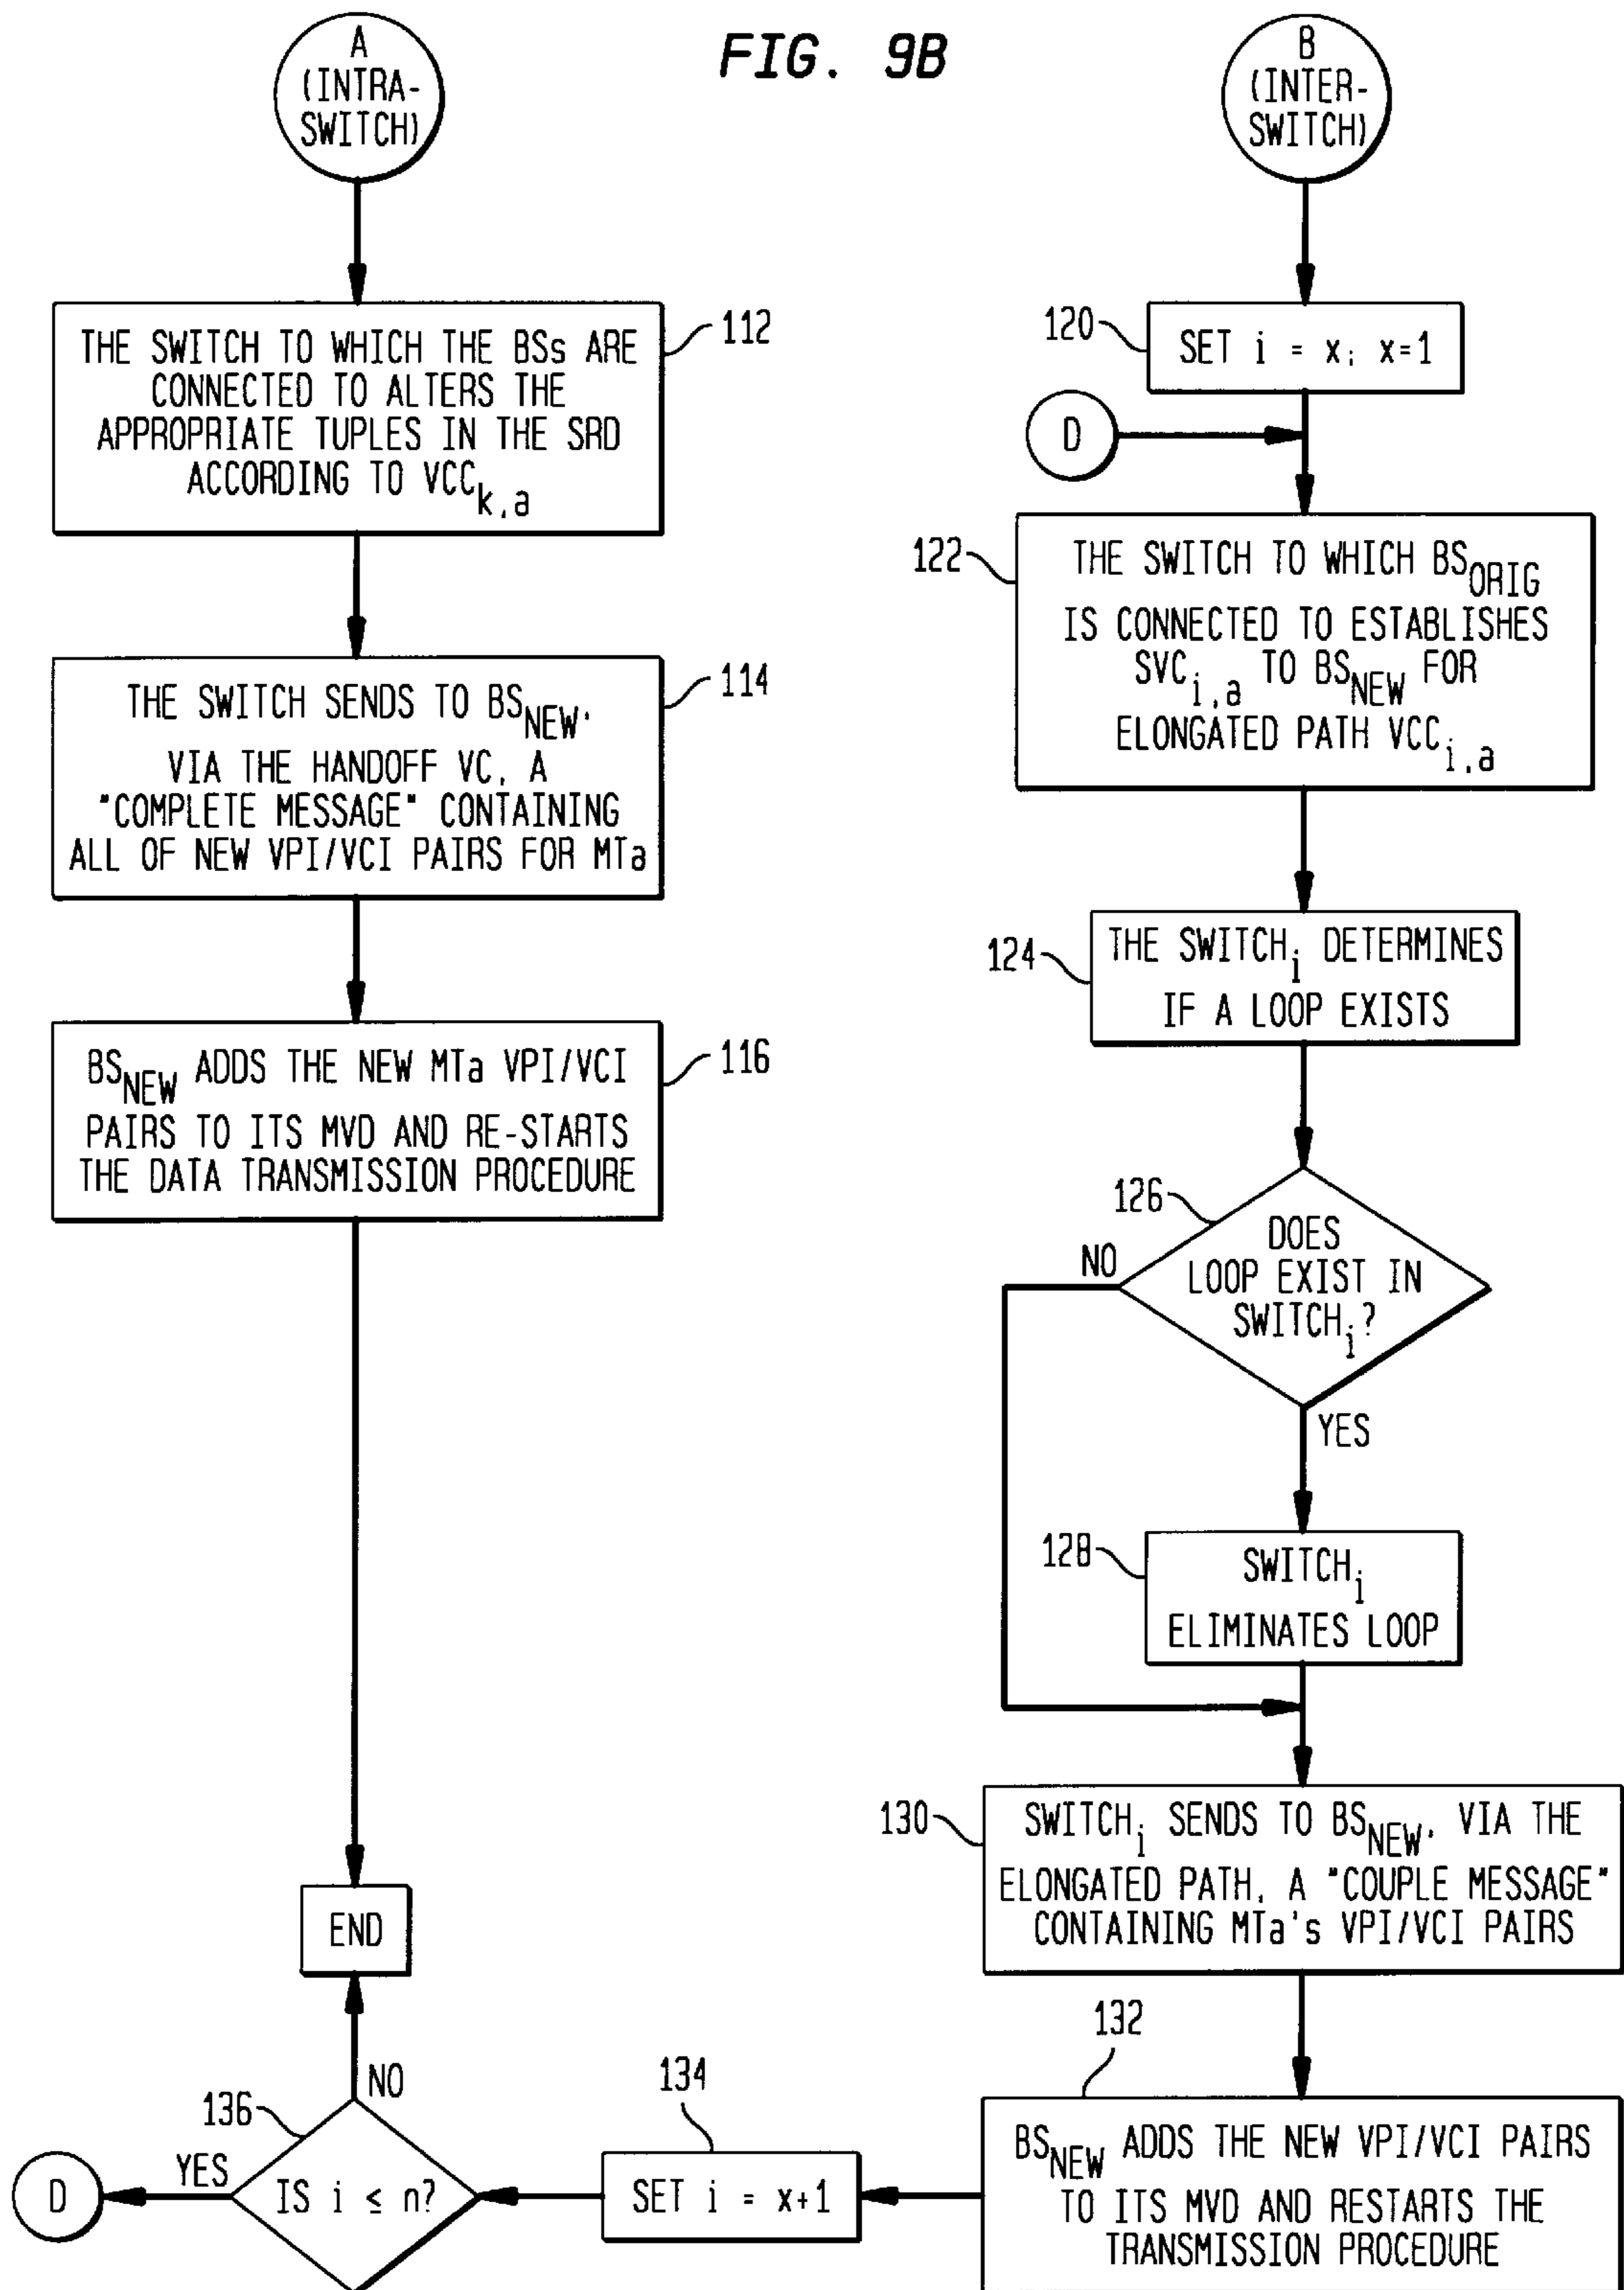 FIG. 9B
A
(INTRA-
SWITCH)
112
THE SWITCH TO WHICH THE BSs ARE
CONNECTED TO ALTERS THE
APPROPRIATE TUPLES IN THE SRD
ACCORDING TO VCCk,a
114
THE SWITCH SENDS TO BSNEW,
VIA THE HANDOFF VC, A
"COMPLETE MESSAGE" CONTAINING
ALL OF NEW VPI/VCI PAIRS FOR MTa
116
BSNEW ADDS THE NEW MTa VPI/VCI
PAIRS TO ITS MVD AND RE-STARTS
THE DATA TRANSMISSION PROCEDURE
END
B
(INTER-
SWITCH)
120
SET i = x; x=1
D
122
THE SWITCH TO WHICH BSORIG
IS CONNECTED TO ESTABLISHES
SVCi,a TO BSNEW FOR
ELONGATED PATH VCCi,a
124
THE SWITCHi DETERMINES
IF A LOOP EXISTS
126
DOES
LOOP EXIST IN
SWITCHi?
NO
YES
128
SWITCHi
ELIMINATES LOOP
130
SWITCHi SENDS TO BSNEW, VIA THE
ELONGATED PATH, A "COUPLE MESSAGE"
CONTAINING MTa's VPI/VCI PAIRS
132
BSNEW ADDS THE NEW VPI/VCI PAIRS
TO ITS MVD AND RESTARTS THE
TRANSMISSION PROCEDURE
134
SET i = x+1
136
IS i ≤ n?
NO
YES
D